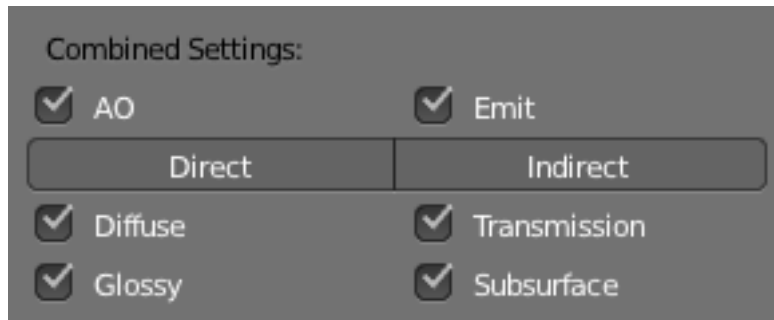 Combined Settings:
AO Emit
Direct Indirect
Diffuse Transmission
Glossy Subsurface